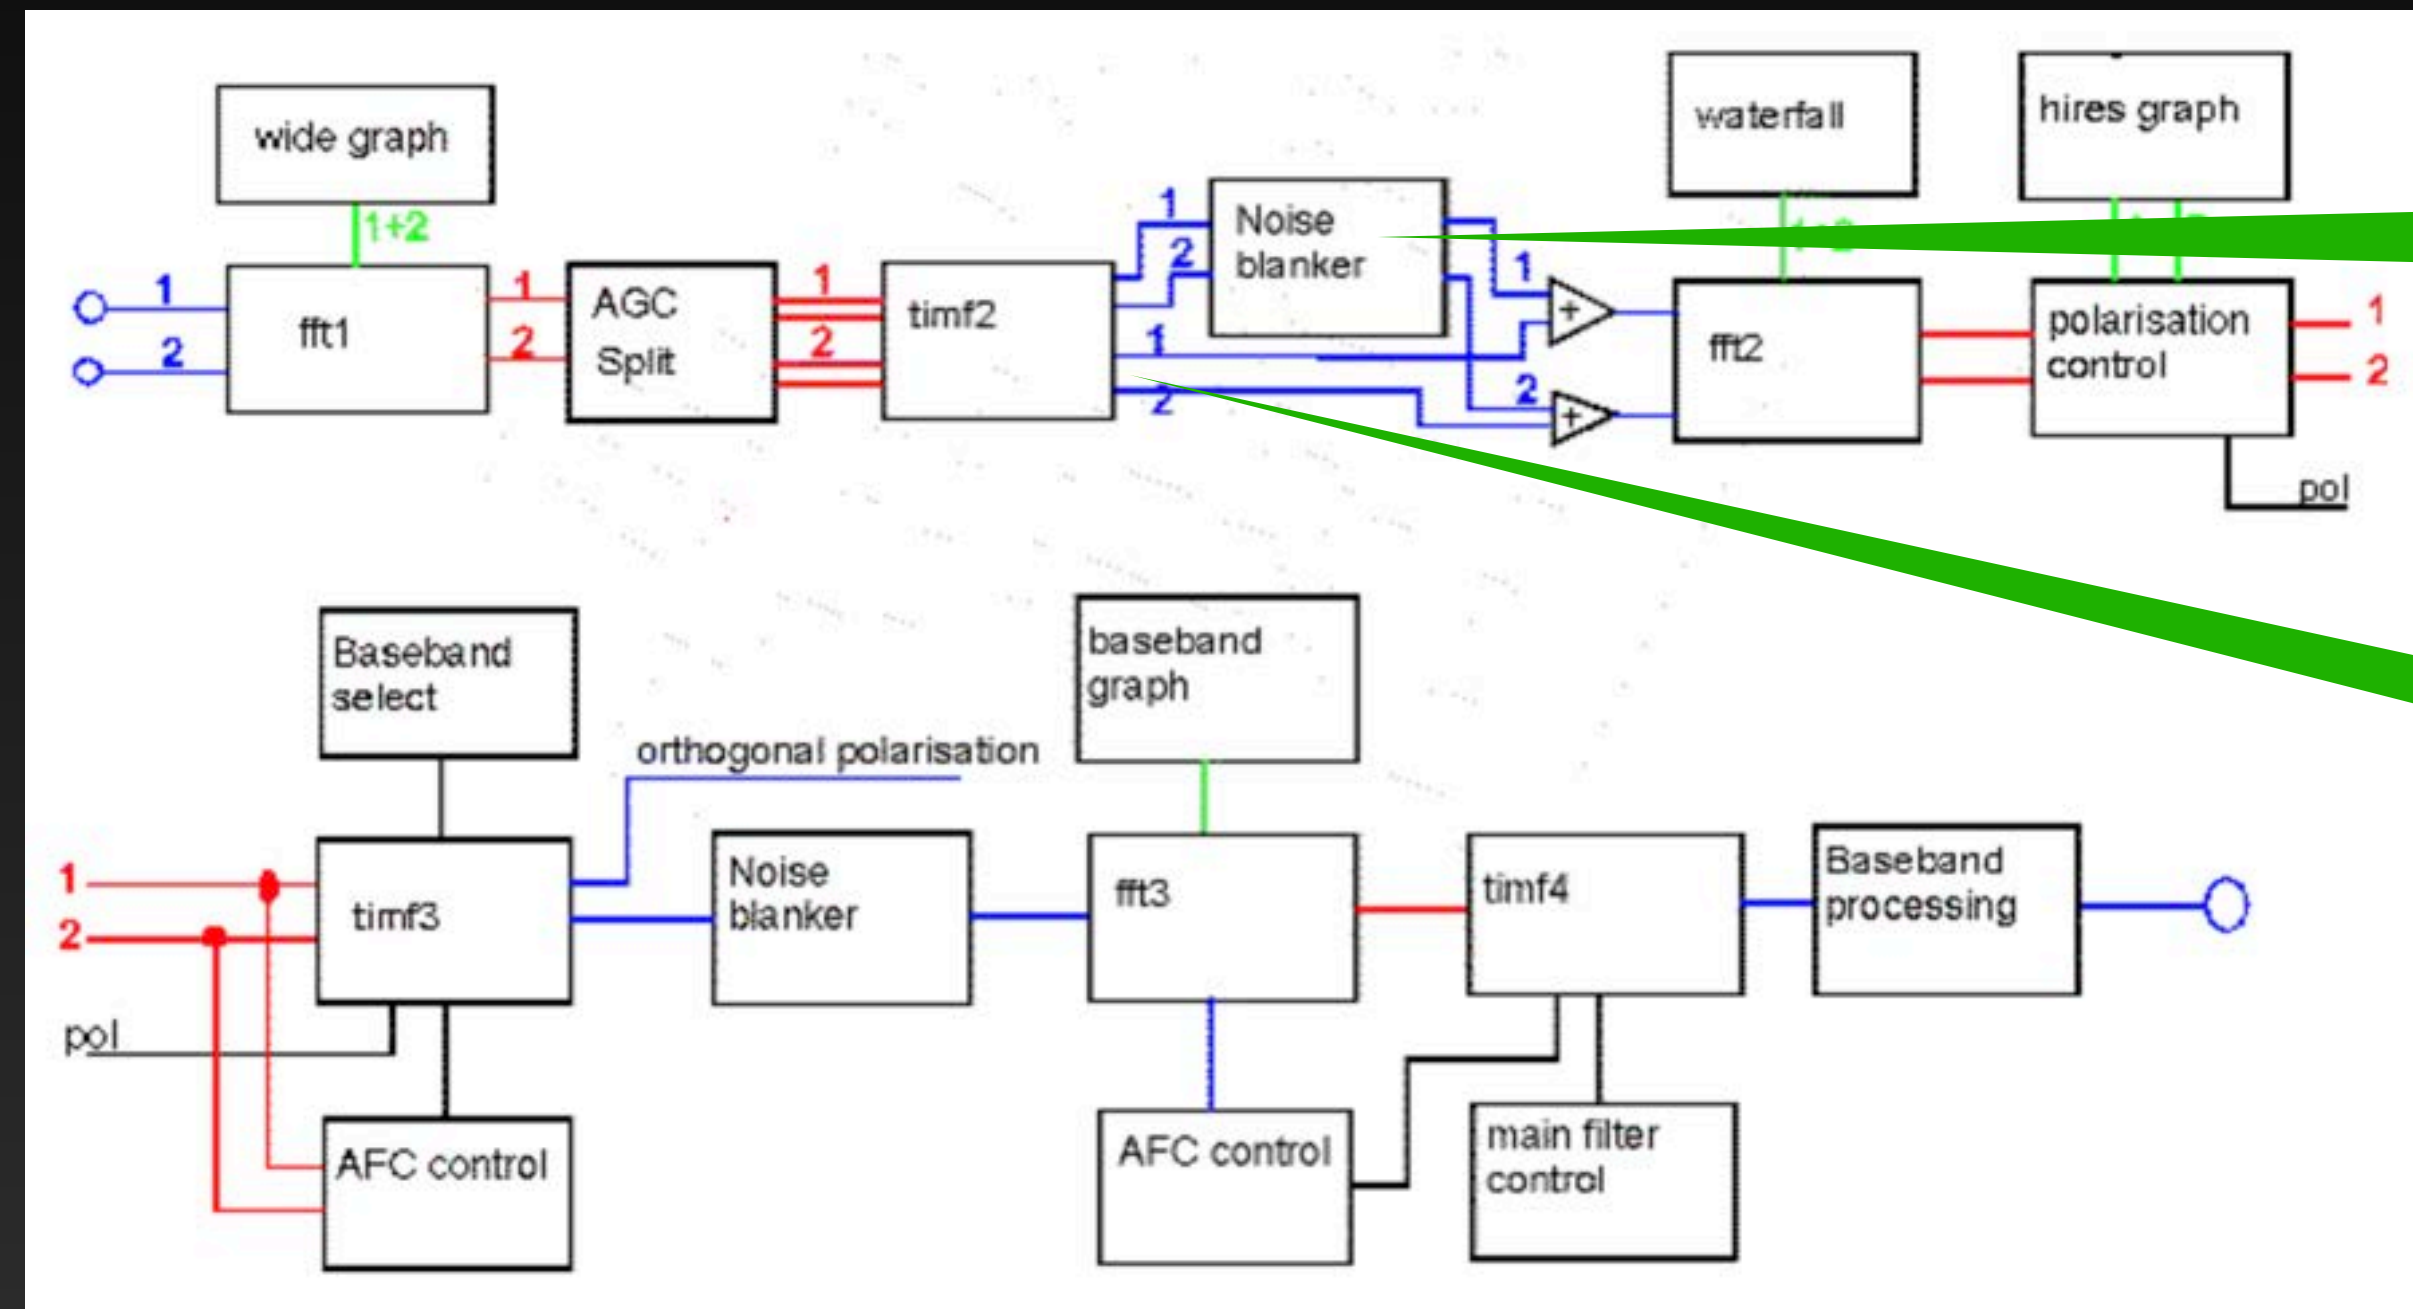 wide graph
1+2
1
2
fft1
1
2
AGC
Split
1
2
timf2
1
2
1
2
Noise
blanker
1
2
+
+
waterfall
fft2
hires graph
polarisation
control
1
2
pol
Baseband
select
orthogonal polarisation
baseband
graph
1
2
timf3
pol
AFC control
Noise
blanker
fft3
AFC control
timf4
main filter
control
Baseband
processing